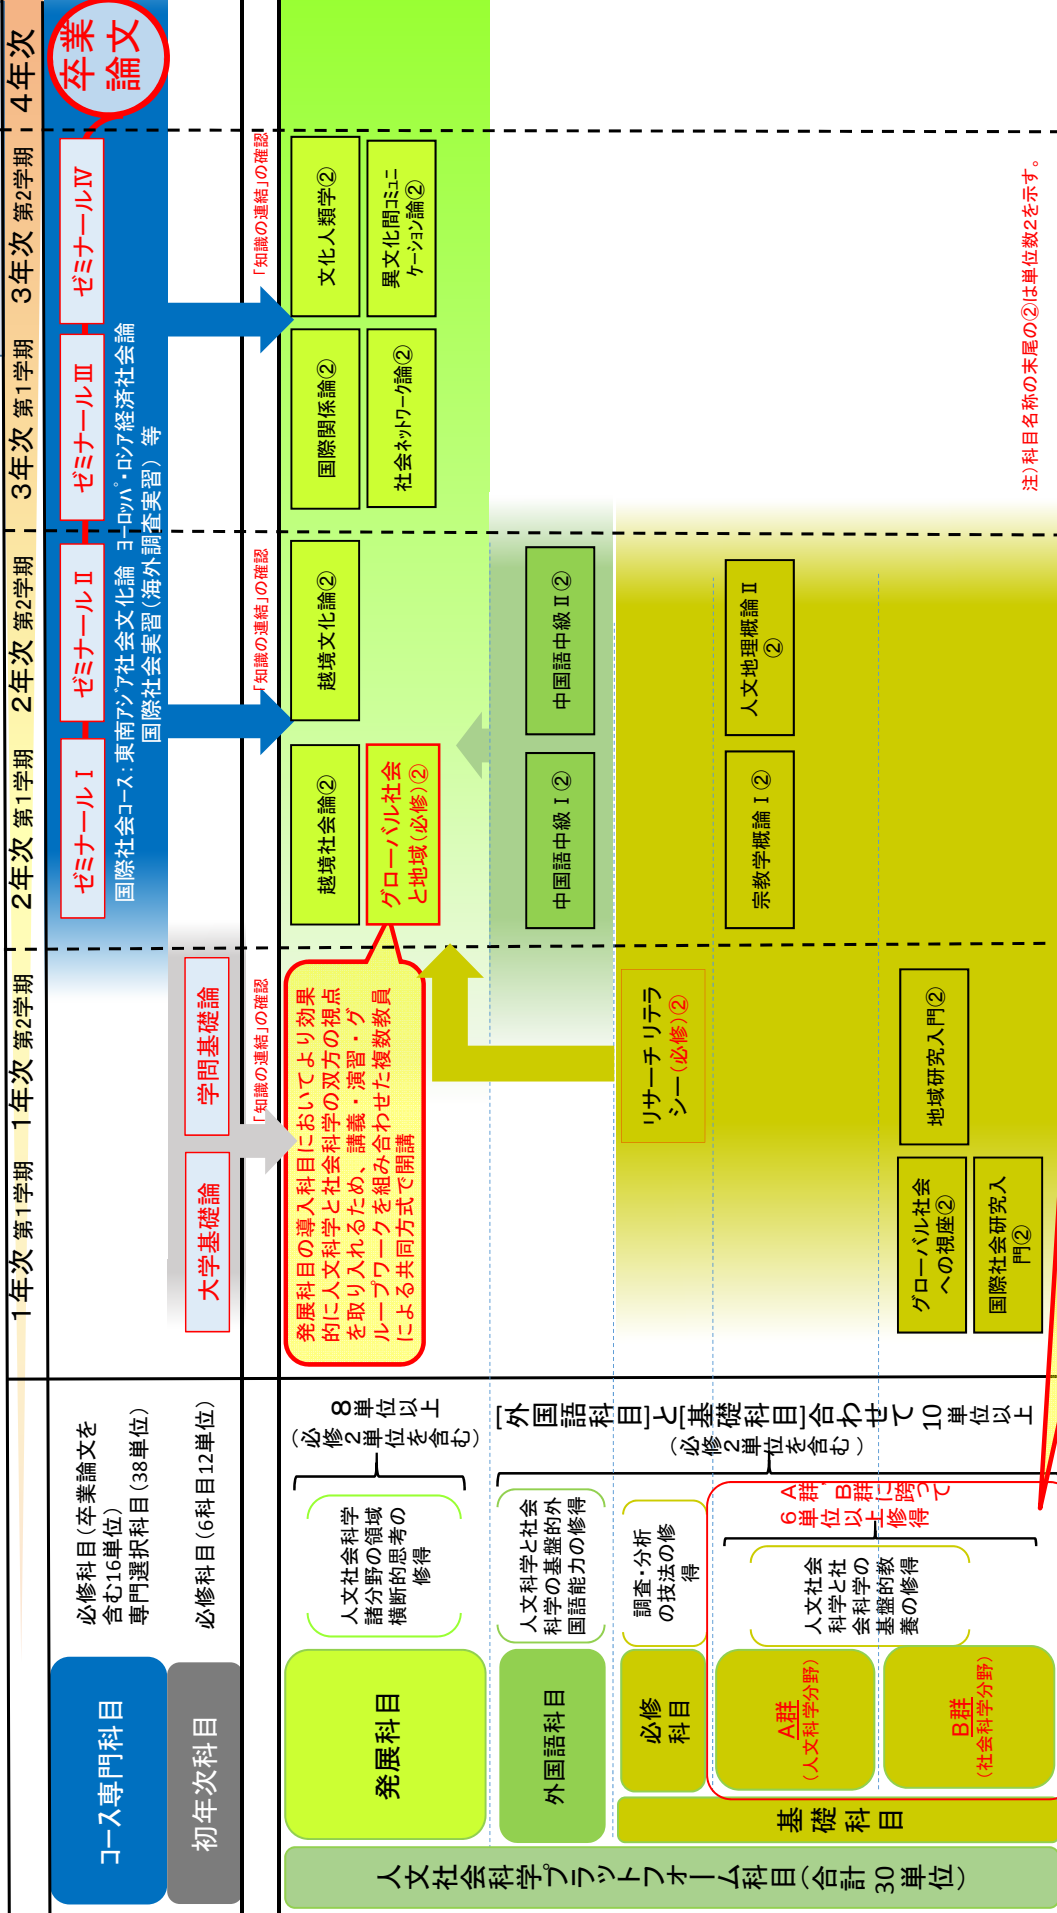 1年次 第1学期
1年次 第2学期
2年次 第1学期
2年次 第2学期
3年次 第1学期
3年次 第2学期
4年次
コース専門科目
必修科目(卒業論文を
含む16単位)
専門選択科目(38単位)
ゼミナールⅠ
ゼミナールⅡ
ゼミナールⅢ
ゼミナールⅣ
卒業
論文
国際社会コース:東南アジア社会文化論 ヨーロッパ・ロシア経済社会論
国際社会実習(海外調査実習) 等
初年次科目
必修科目(6科目12単位)
大学基礎論
学問基礎論
「知識の連結」の確認
「知識の連結」の確認
「知識の連結」の確認
人文社会科学プラットフォーム科目(合計30単位)
発展科目
人文社会科学
諸分野の領域
横断的思考の
修得
8単位以上
(必修2単位を含む)
発展科目の導入科目においてより効果
的に人文科学と社会科学の双方の視点
を取り入れるため、講義・演習・グ
ループワークを組み合わせた複数教員
による共同方式で開講
越境社会論②
越境文化論②
国際関係論②
文化人類学②
グローバル社会
と地域(必修)②
社会ネットワーク論②
異文化間コミュニ
ケーション論②
外国語科目
人文科学と社会
科学の基盤的外
国語能力の修得
[外国語科目]と[基礎科目]合わせて10単位以上
(必修2単位を含む)
中国語中級Ⅰ②
中国語中級Ⅱ②
基礎科目
必修
科目
調査・分析
の技法の修
得
リサーチリテラ
シー(必修)②
A群
(人文科学分野)
B群
(社会科学分野)
人文社会
科学と社
会科学の
基盤的教
養の修得
A群、B群に跨って
6単位以上修得
宗教学概論Ⅰ②
人文地理概論Ⅱ
②
グローバル社会
への視座②
国際社会研究入
門②
地域研究入門②
注)科目名称の末尾の②は単位数2を示す。